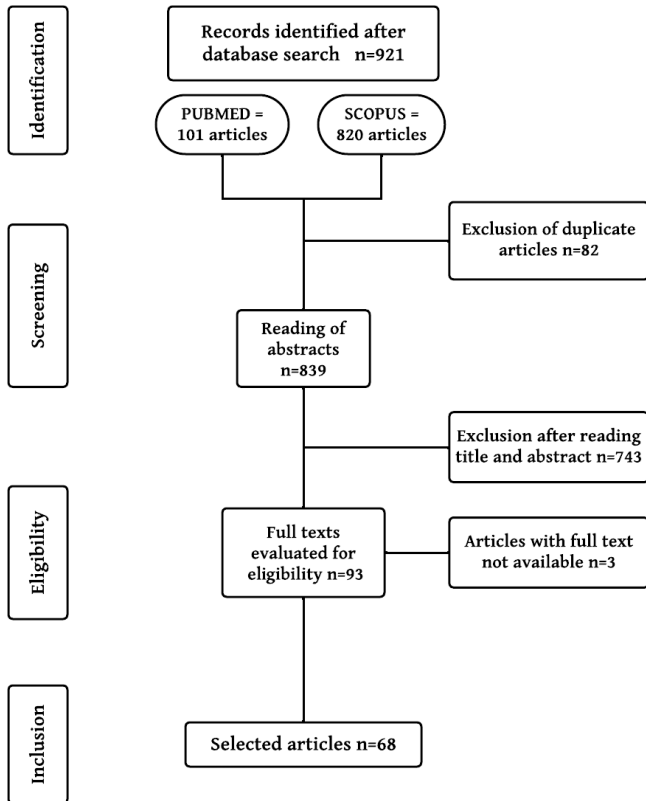 Identification
Records identified after
database search n=921
PUBMED =
101 articles
SCOPUS =
820 articles
Screening
Exclusion of duplicate
articles n=82
Reading of
abstracts
n=839
Exclusion after reading
title and abstract n=743
Eligibility
Full texts
evaluated for
eligibility n=93
Articles with full text
not available n=3
Inclusion
Selected articles n=68